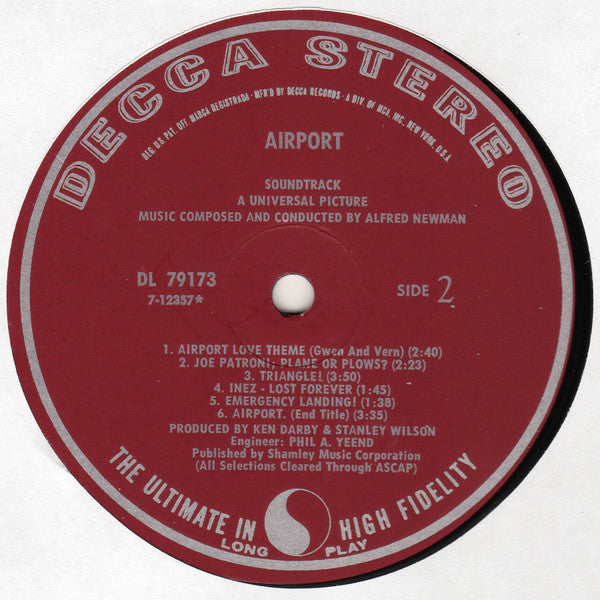 DECCA STEREO
REG. U.S. PAT. OFF. MARCA REGISTRADA · MFR'D BY DECCA RECORDS · A DIV. OF MCA, INC. NEW YORK, U.S.A.
AIRPORT
SOUNDTRACK
A UNIVERSAL PICTURE
MUSIC COMPOSED AND CONDUCTED BY ALFRED NEWMAN
DL 79173
7-12357*
SIDE 2
1. AIRPORT LOVE THEME (Gwen And Vern) (2:40)
2. JOE PATRONI; PLANE OR PLOWS? (2:23)
3. TRIANGLE! (3:50)
4. INEZ - LOST FOREVER (1:45)
5. EMERGENCY LANDING! (1:38)
6. AIRPORT. (End Title) (3:35)
PRODUCED BY KEN DARBY & STANLEY WILSON
Engineer: PHIL A. YEEND
Published by Shamley Music Corporation
(All Selections Cleared Through ASCAP)
THE ULTIMATE IN HIGH FIDELITY
LONG PLAY